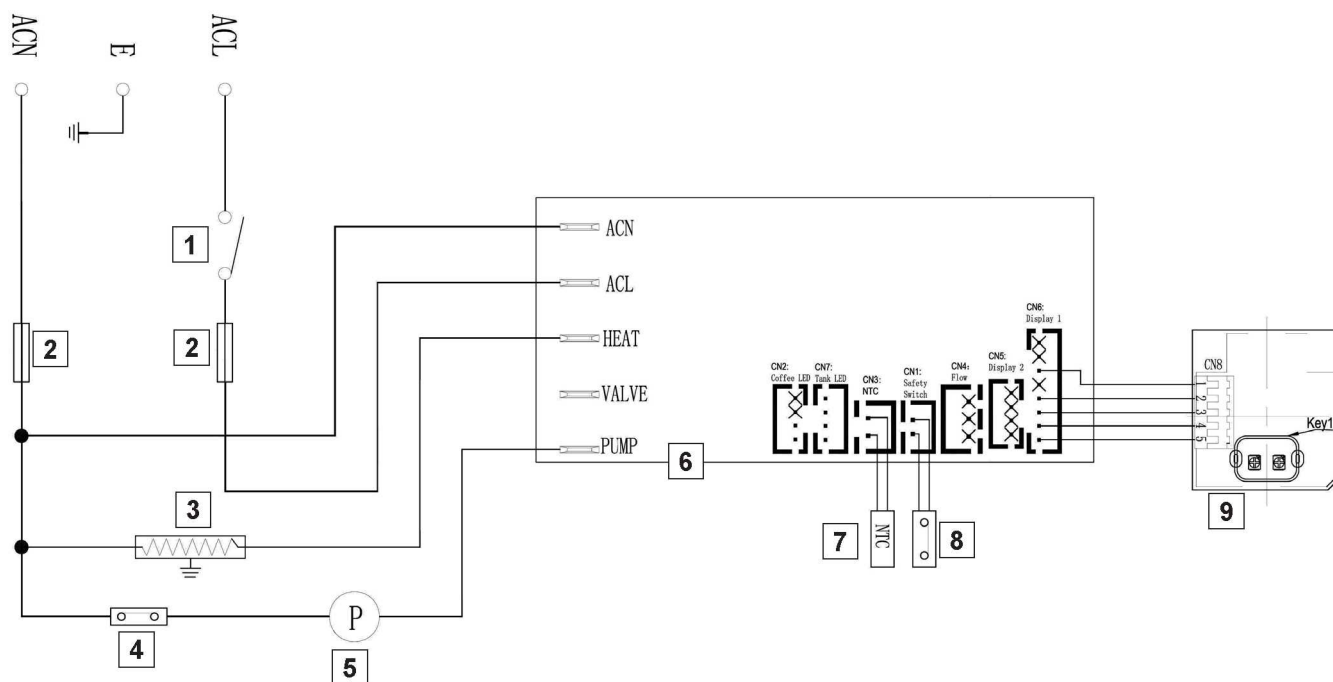 ACN
E
ACL
1
2
2
3
4
P
5
ACN
ACL
HEAT
VALVE
PUMP
6
CN2:
Coffee LED
CN7:
Tank LED
CN3:
NTC
CN1:
Safety
Switch
CN4:
Flow
CN5:
Display 2
CN6:
Display 1
7
NTC
8
CN8
1
2
3
4
5
Key1
9